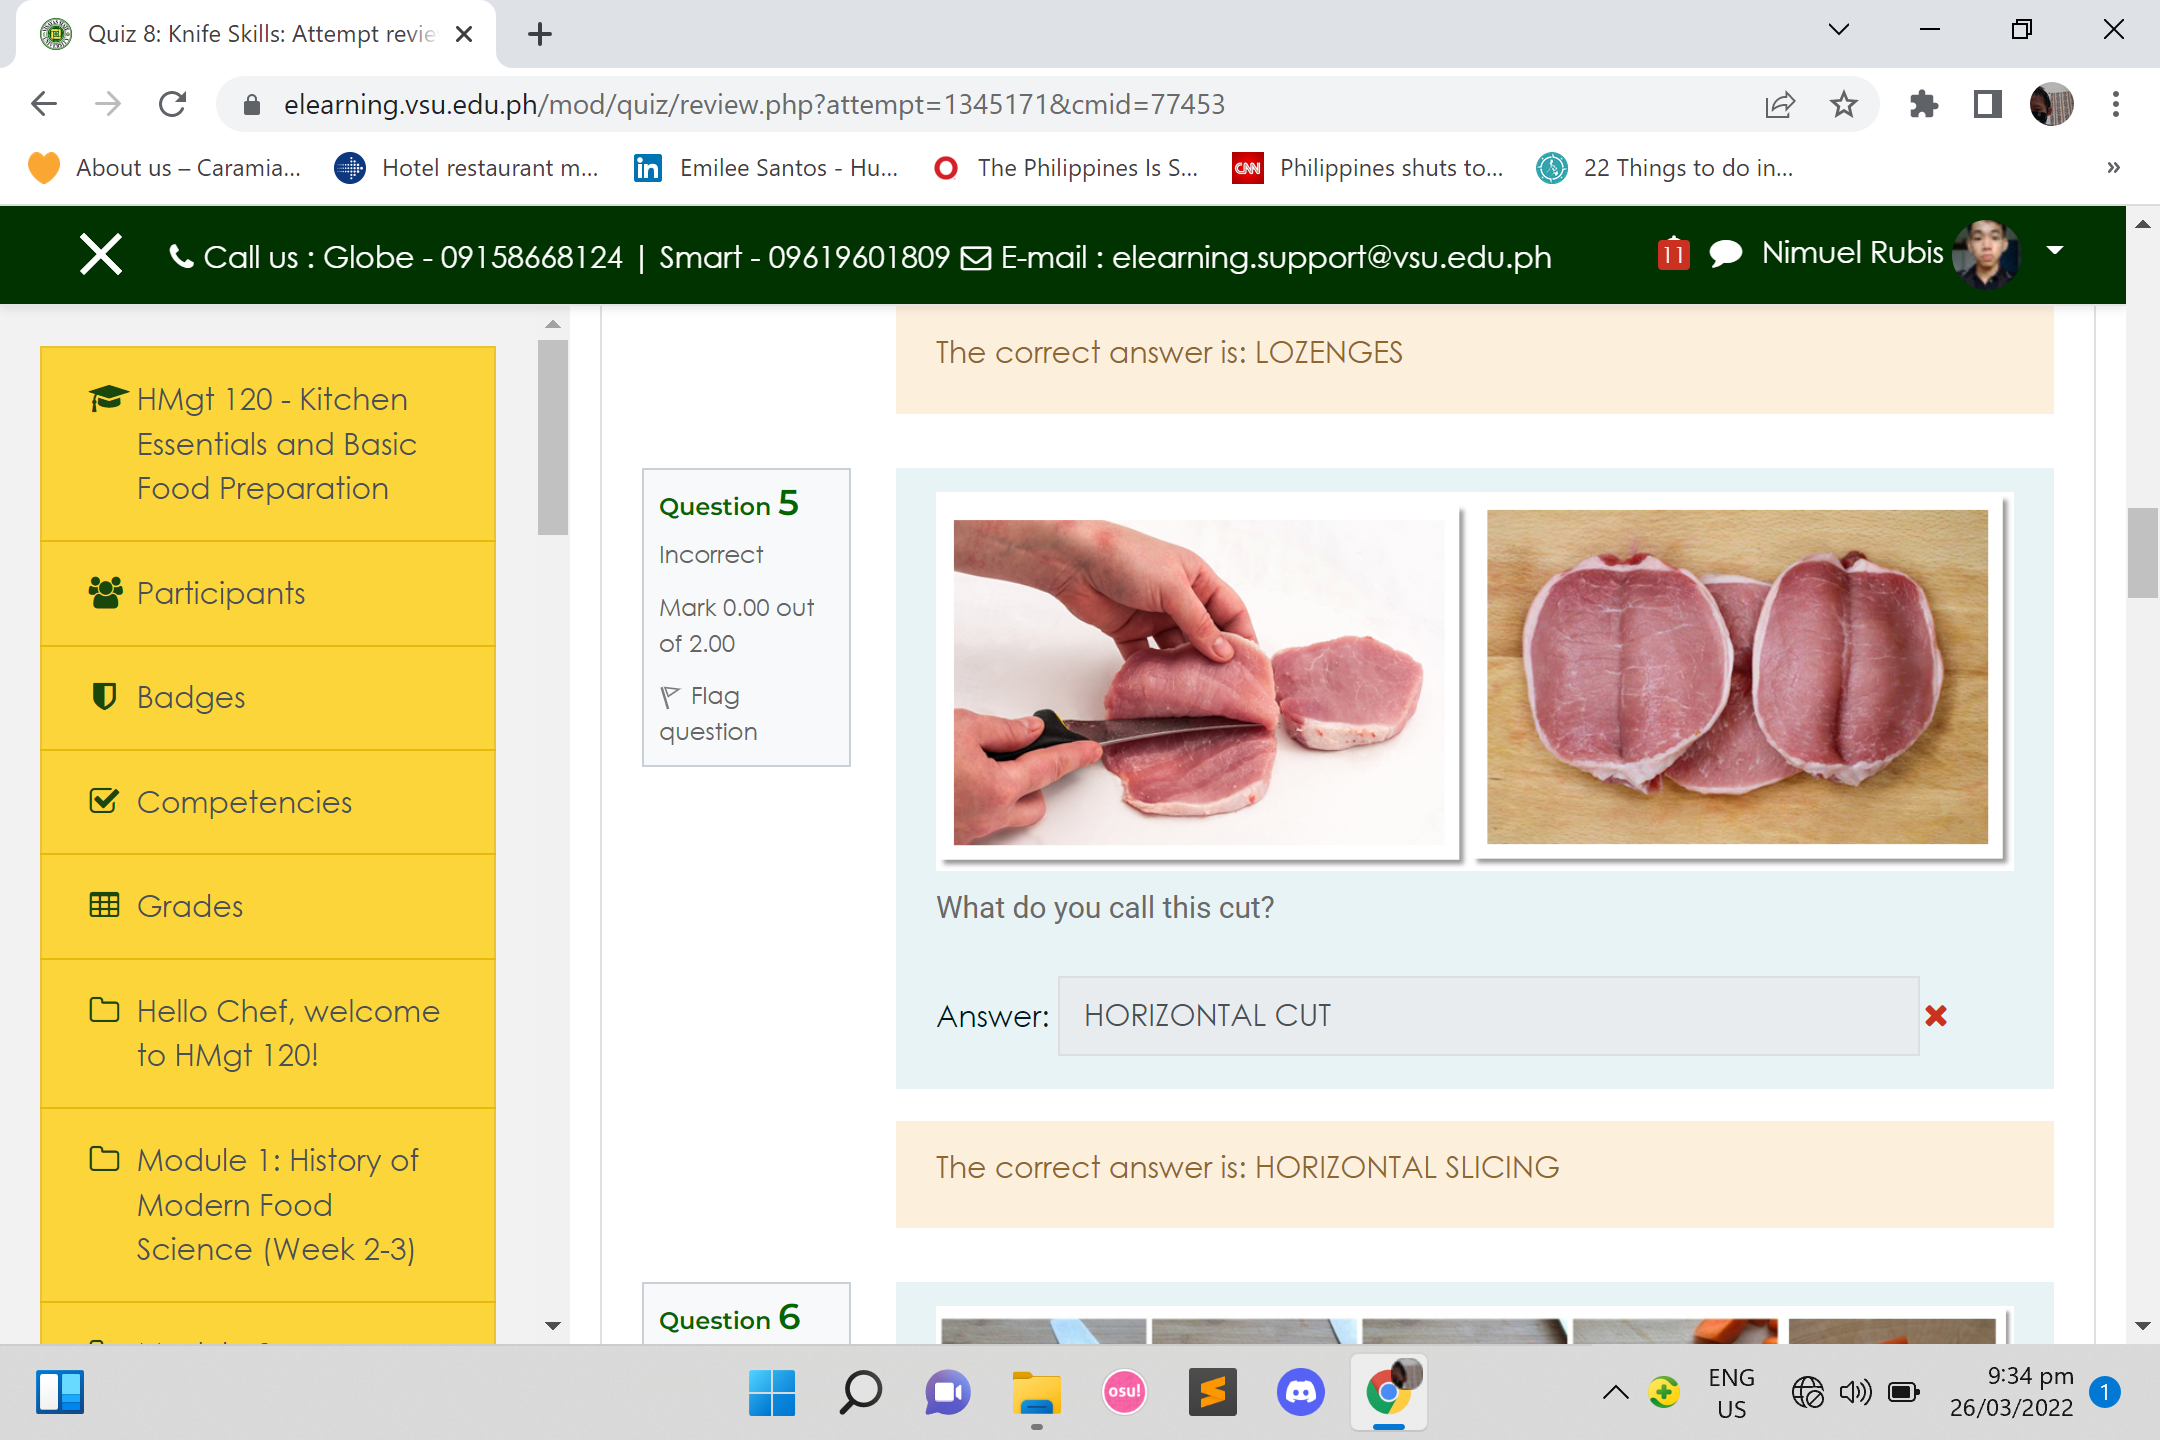 Quiz 8: Knife Skills: Attempt revie
elearning.vsu.edu.ph/mod/quiz/review.php?attempt=1345171&cmid=77453
About us – Caramia...
Hotel restaurant m...
in
Emilee Santos - Hu...
The Philippines Is S...
CNN
Philippines shuts to...
22 Things to do in...
»
Call us : Globe - 09158668124 | Smart - 09619601809 E-mail : elearning.support@vsu.edu.ph
11
Nimuel Rubis
HMgt 120 - Kitchen
Essentials and Basic
Food Preparation
Participants
Badges
Competencies
Grades
Hello Chef, welcome
to HMgt 120!
Module 1: History of
Modern Food
Science (Week 2-3)
The correct answer is: LOZENGES
Question 5
Incorrect
Mark 0.00 out
of 2.00
Flag
question
What do you call this cut?
Answer: HORIZONTAL CUT
The correct answer is: HORIZONTAL SLICING
Question 6
osu!
ENG
US
9:34 pm
26/03/2022
1